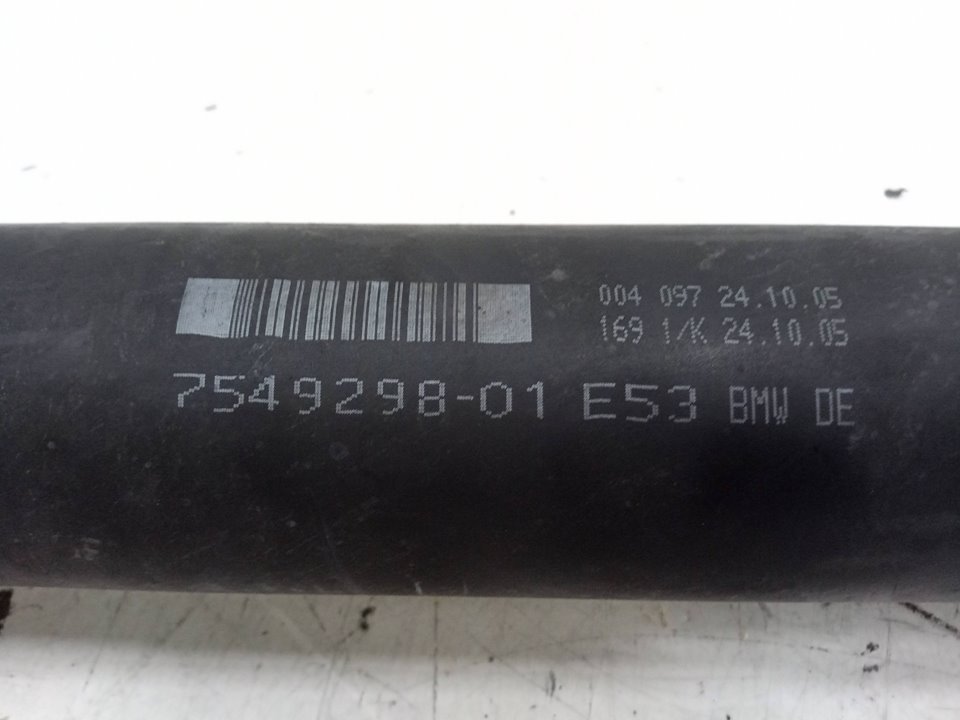 004 097 24.10.05
169 1/K 24.10.05
7549298-01 E53 BMW DE